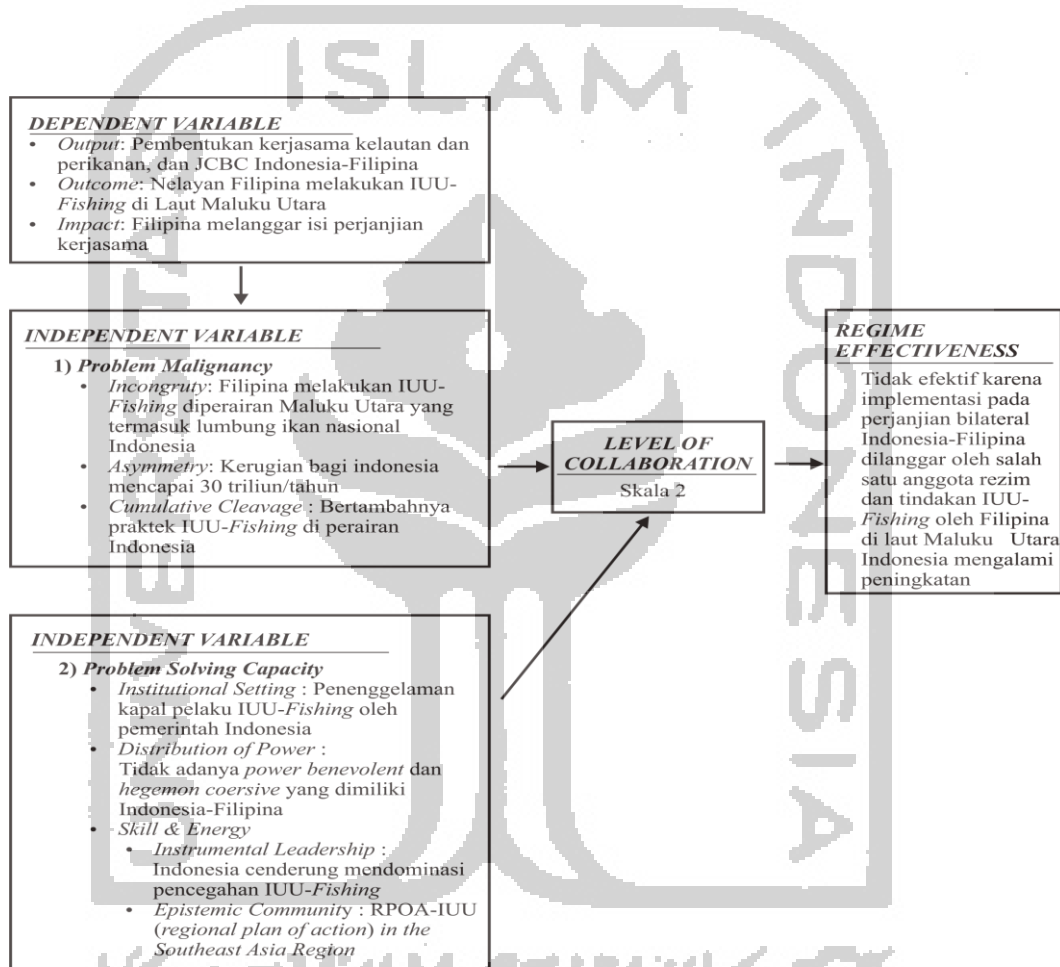 ISLAM
UNIVERSITAS
INDONESIA
DEPENDENT VARIABLE
• Output: Pembentukan kerjasama kelautan dan
perikanan, dan JCBC Indonesia-Filipina
• Outcome: Nelayan Filipina melakukan IUU-
Fishing di Laut Maluku Utara
• Impact: Filipina melanggar isi perjanjian
kerjasama
INDEPENDENT VARIABLE
1) Problem Malignancy
• Incongruty: Filipina melakukan IUU-
Fishing diperairan Maluku Utara yang
termasuk lumbung ikan nasional
Indonesia
• Asymmetry: Kerugian bagi indonesia
mencapai 30 triliun/tahun
• Cumulative Cleavage : Bertambahnya
praktek IUU-Fishing di perairan
Indonesia
INDEPENDENT VARIABLE
2) Problem Solving Capacity
• Institutional Setting : Penenggelaman
kapal pelaku IUU-Fishing oleh
pemerintah Indonesia
• Distribution of Power :
Tidak adanya power benevolent dan
hegemon coersive yang dimiliki
Indonesia-Filipina
• Skill & Energy
• Instrumental Leadership :
Indonesia cenderung mendominasi
pencegahan IUU-Fishing
• Epistemic Community : RPOA-IUU
(regional plan of action) in the
Southeast Asia Region
LEVEL OF
COLLABORATION
Skala 2
REGIME
EFFECTIVENESS
Tidak efektif karena
implementasi pada
perjanjian bilateral
Indonesia-Filipina
dilanggar oleh salah
satu anggota rezim
dan tindakan IUU-
Fishing oleh Filipina
di laut Maluku Utara
Indonesia mengalami
peningkatan